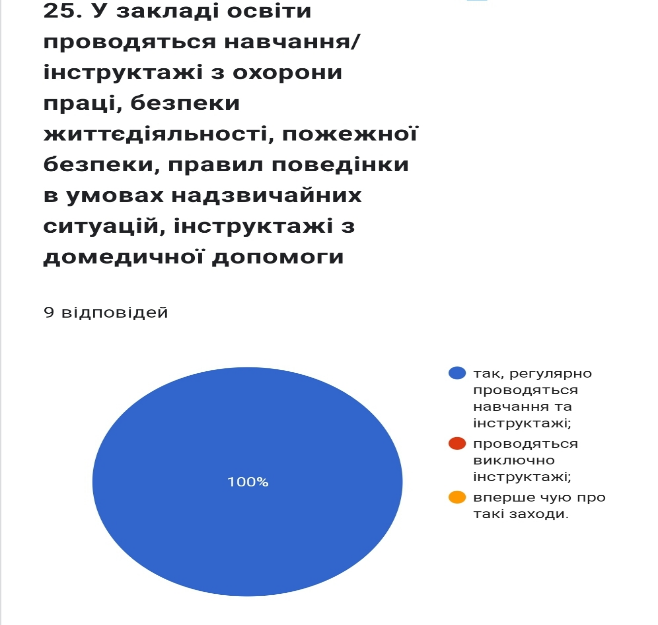 25. У закладі освіти
проводяться навчання/
інструктажі з охорони
праці, безпеки
життєдіяльності, пожежної
безпеки, правил поведінки
в умовах надзвичайних
ситуацій, інструктажі з
домедичної допомоги
9 відповідей
100%
так, регулярно
проводяться
навчання та
інструктажі;
проводяться
виключно
інструктажі;
вперше чую про
такі заходи.